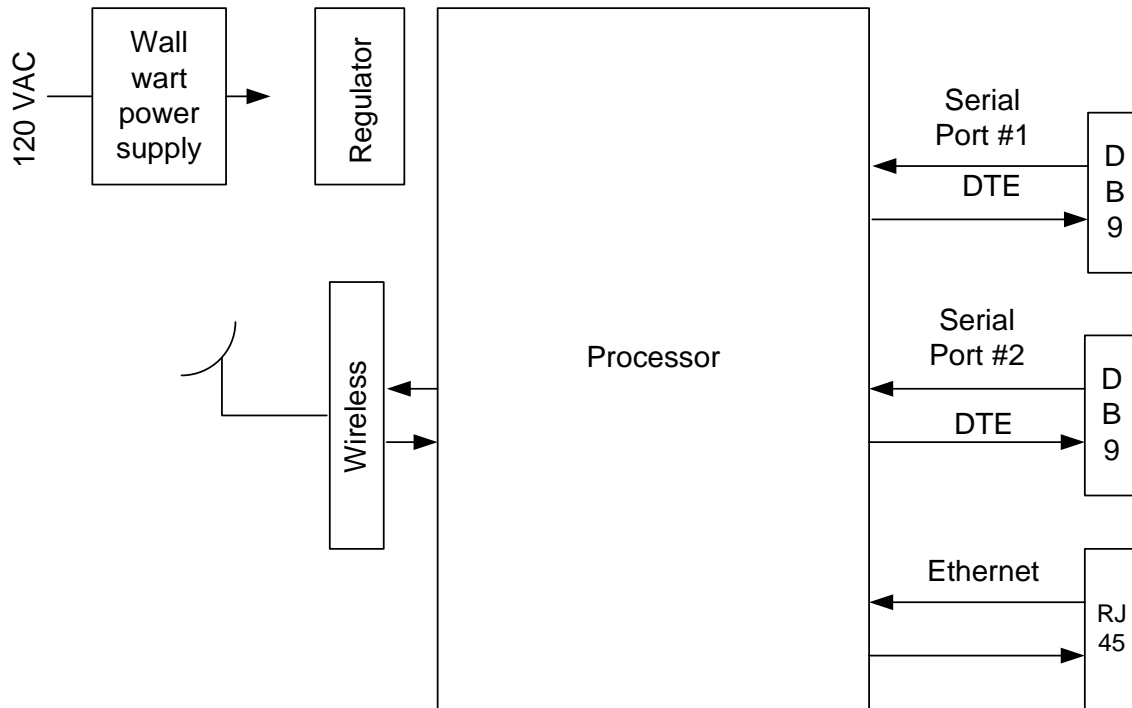 120 VAC
Wall
wart
power
supply
Regulator
Serial
Port #1
DTE
D
B
9
Wireless
Processor
Serial
Port #2
DTE
D
B
9
Ethernet
RJ
45